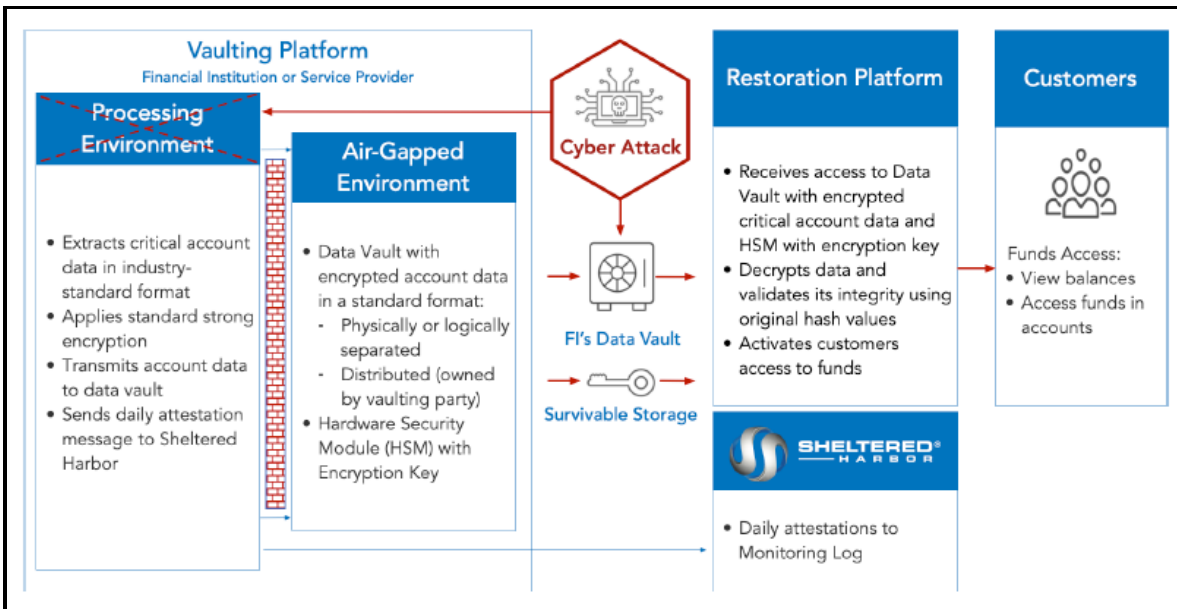 Vaulting Platform
Financial Institution or Service Provider
Processing
Environment
• Extracts critical account
data in industry-
standard format
• Applies standard strong
encryption
• Transmits account data
to data vault
• Sends daily attestation
message to Sheltered
Harbor
Air-Gapped
Environment
• Data Vault with
encrypted account data
in a standard format:
- Physically or logically
separated
- Distributed (owned
by vaulting party)
• Hardware Security
Module (HSM) with
Encryption Key
Cyber Attack
FI's Data Vault
Survivable Storage
Restoration Platform
• Receives access to Data
Vault with encrypted
critical account data and
HSM with encryption key
• Decrypts data and
validates its integrity using
original hash values
• Activates customers
access to funds
SHELTERED®
HARBOR
• Daily attestations to
Monitoring Log
Customers
Funds Access:
• View balances
• Access funds in
accounts